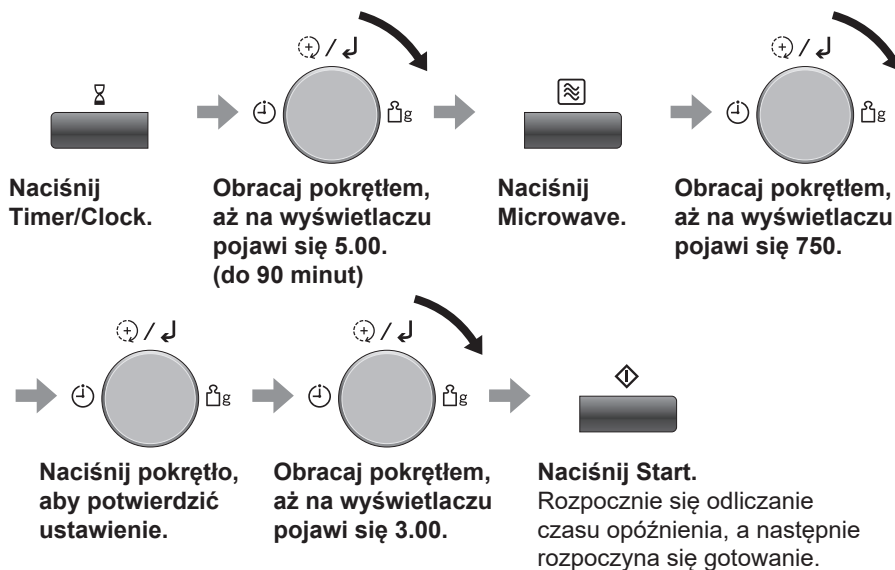 Naciśnij
Timer/Clock.
g
Obracaj pokrętłem,
aż na wyświetlaczu
pojawi się 5.00.
(do 90 minut)
Naciśnij
Microwave.
g
Obracaj pokrętłem,
aż na wyświetlaczu
pojawi się 750.
g
Naciśnij pokrętło,
aby potwierdzić
ustawienie.
g
Obracaj pokrętłem,
aż na wyświetlaczu
pojawi się 3.00.
Naciśnij Start.
Rozpocznie się odliczanie
czasu opóźnienia, a następnie
rozpoczyna się gotowanie.